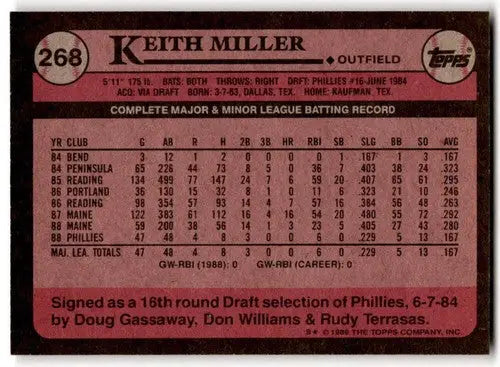 268
KEITH MILLER
OUTFIELD
Topps
5'11" 175 lb. BATS: BOTH THROWS: RIGHT DRFT: PHILLIES #16-JUNE 1984
ACQ: VIA DRAFT BORN: 3-7-63, DALLAS, TEX. HOME: KAUFMAN, TEX.
COMPLETE MAJOR & MINOR LEAGUE BATTING RECORD
YR CLUB G AB R H 2B 3B HR RBI SB SLG BB SO AVG
84 BEND 3 12 1 2 0 0 0 1 0 .167 1 3 .167
84 PENINSULA 65 226 44 73 8 5 0 36 7 .403 38 24 .323
85 READING 134 499 77 147 22 6 7 59 20 .407 65 61 .295
86 PORTLAND 36 130 15 32 8 1 0 6 6 .323 21 10 .246
86 READING 98 354 57 93 14 5 7 57 16 .384 56 48 .263
87 MAINE 122 383 61 112 16 4 16 54 20 .480 55 72 .292
88 MAINE 59 200 38 56 14 1 3 23 8 .405 27 43 .280
88 PHILLIES 47 48 4 8 3 0 0 6 0 .229 5 13 .167
MAJ. LEA. TOTALS 47 48 4 8 3 0 0 6 0 .229 5 13 .167
GW-RBI (1988): 0 GW-RBI (CAREER): 0
Signed as a 16th round Draft selection of Phillies, 6-7-84
by Doug Gassaway, Don Williams & Rudy Terrasas.
© 1989 THE TOPPS COMPANY, INC.